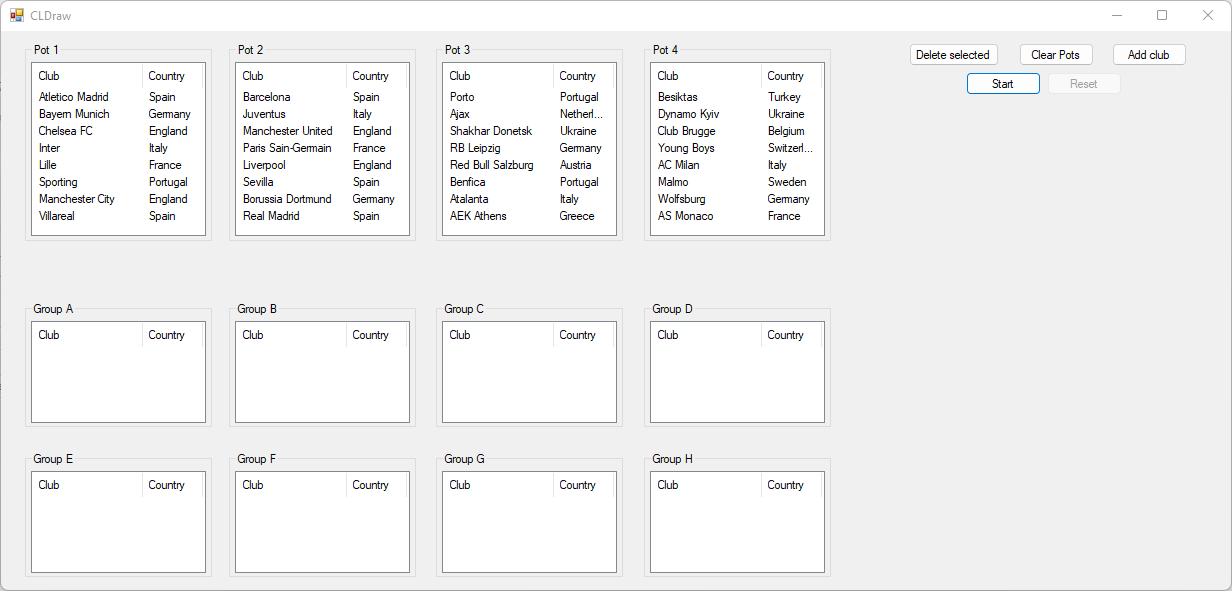 CLDraw
Pot 1 Pot 2 Pot 3 Pot 4
Delete selected Clear Pots Add club
Start Reset
Club Country Club Country Club Country Club Country
Atletico Madrid Spain Barcelona Spain Porto Portugal Besiktas Turkey
Bayern Munich Germany Juventus Italy Ajax Netherl... Dynamo Kyiv Ukraine
Chelsea FC England Manchester United England Shakhar Donetsk Ukraine Club Brugge Belgium
Inter Italy Paris Sain-Germain France RB Leipzig Germany Young Boys Switzerl...
Lille France Liverpool England Red Bull Salzburg Austria AC Milan Italy
Sporting Portugal Sevilla Spain Benfica Portugal Malmo Sweden
Manchester City England Borussia Dortmund Germany Atalanta Italy Wolfsburg Germany
Villareal Spain Real Madrid Spain AEK Athens Greece AS Monaco France
Group A Group B Group C Group D
Club Country Club Country Club Country Club Country
Group E Group F Group G Group H
Club Country Club Country Club Country Club Country